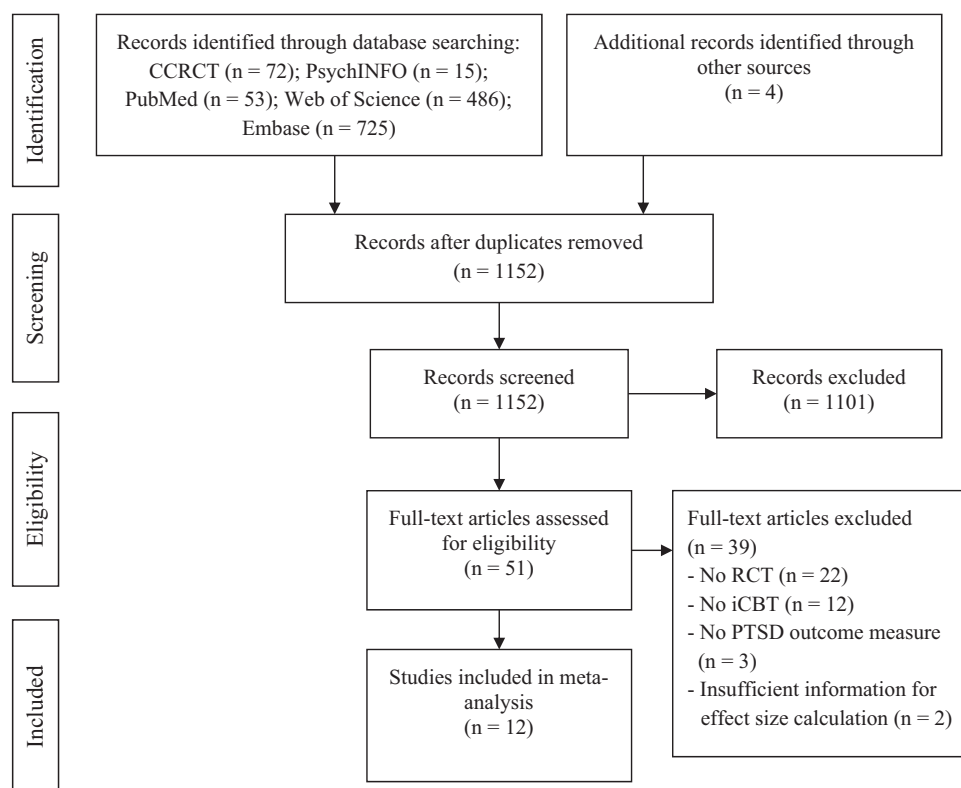 Identification
Records identified through database searching:
CCRCT (n = 72); PsychINFO (n = 15);
PubMed (n = 53); Web of Science (n = 486);
Embase (n = 725)
Additional records identified through
other sources
(n = 4)
Screening
Records after duplicates removed
(n = 1152)
Records screened
(n = 1152)
Records excluded
(n = 1101)
Eligibility
Full-text articles assessed
for eligibility
(n = 51)
Full-text articles excluded
(n = 39)
- No RCT (n = 22)
- No iCBT (n = 12)
- No PTSD outcome measure
(n = 3)
- Insufficient information for
effect size calculation (n = 2)
Included
Studies included in meta-
analysis
(n = 12)